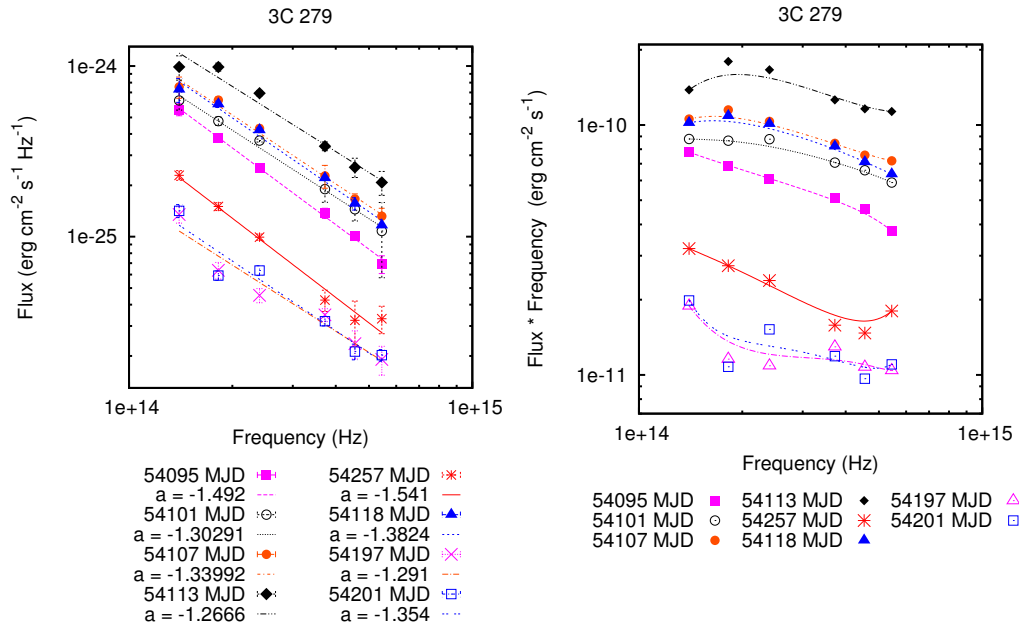 3C 279
1e-24
1e-25
Flux (erg cm-2 s-1 Hz-1)
1e+14
1e+15
Frequency (Hz)
54095 MJD
a = -1.492
54101 MJD
a = -1.30291
54107 MJD
a = -1.33992
54113 MJD
a = -1.2666
54257 MJD
a = -1.541
54118 MJD
a = -1.3824
54197 MJD
a = -1.291
54201 MJD
a = -1.354
3C 279
1e-10
1e-11
Flux * Frequency (erg cm-2 s-1)
1e+14
1e+15
Frequency (Hz)
54095 MJD
54101 MJD
54107 MJD
54113 MJD
54257 MJD
54118 MJD
54197 MJD
54201 MJD